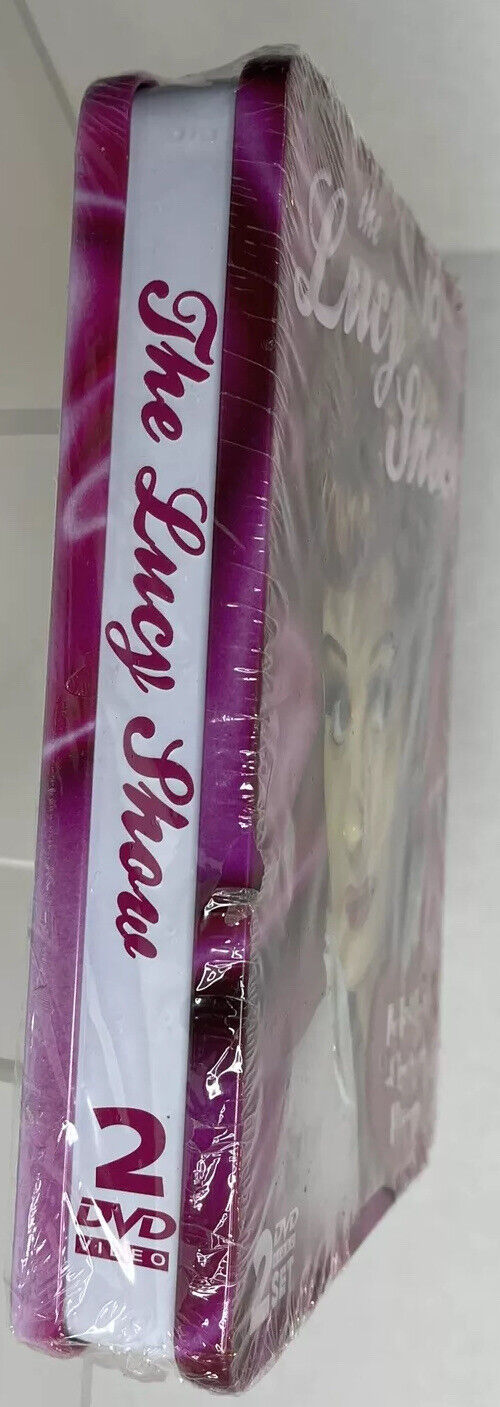 The Lucy Show
2
DVD
VIDEO
the
Lucy
Show
2 DVD
SET